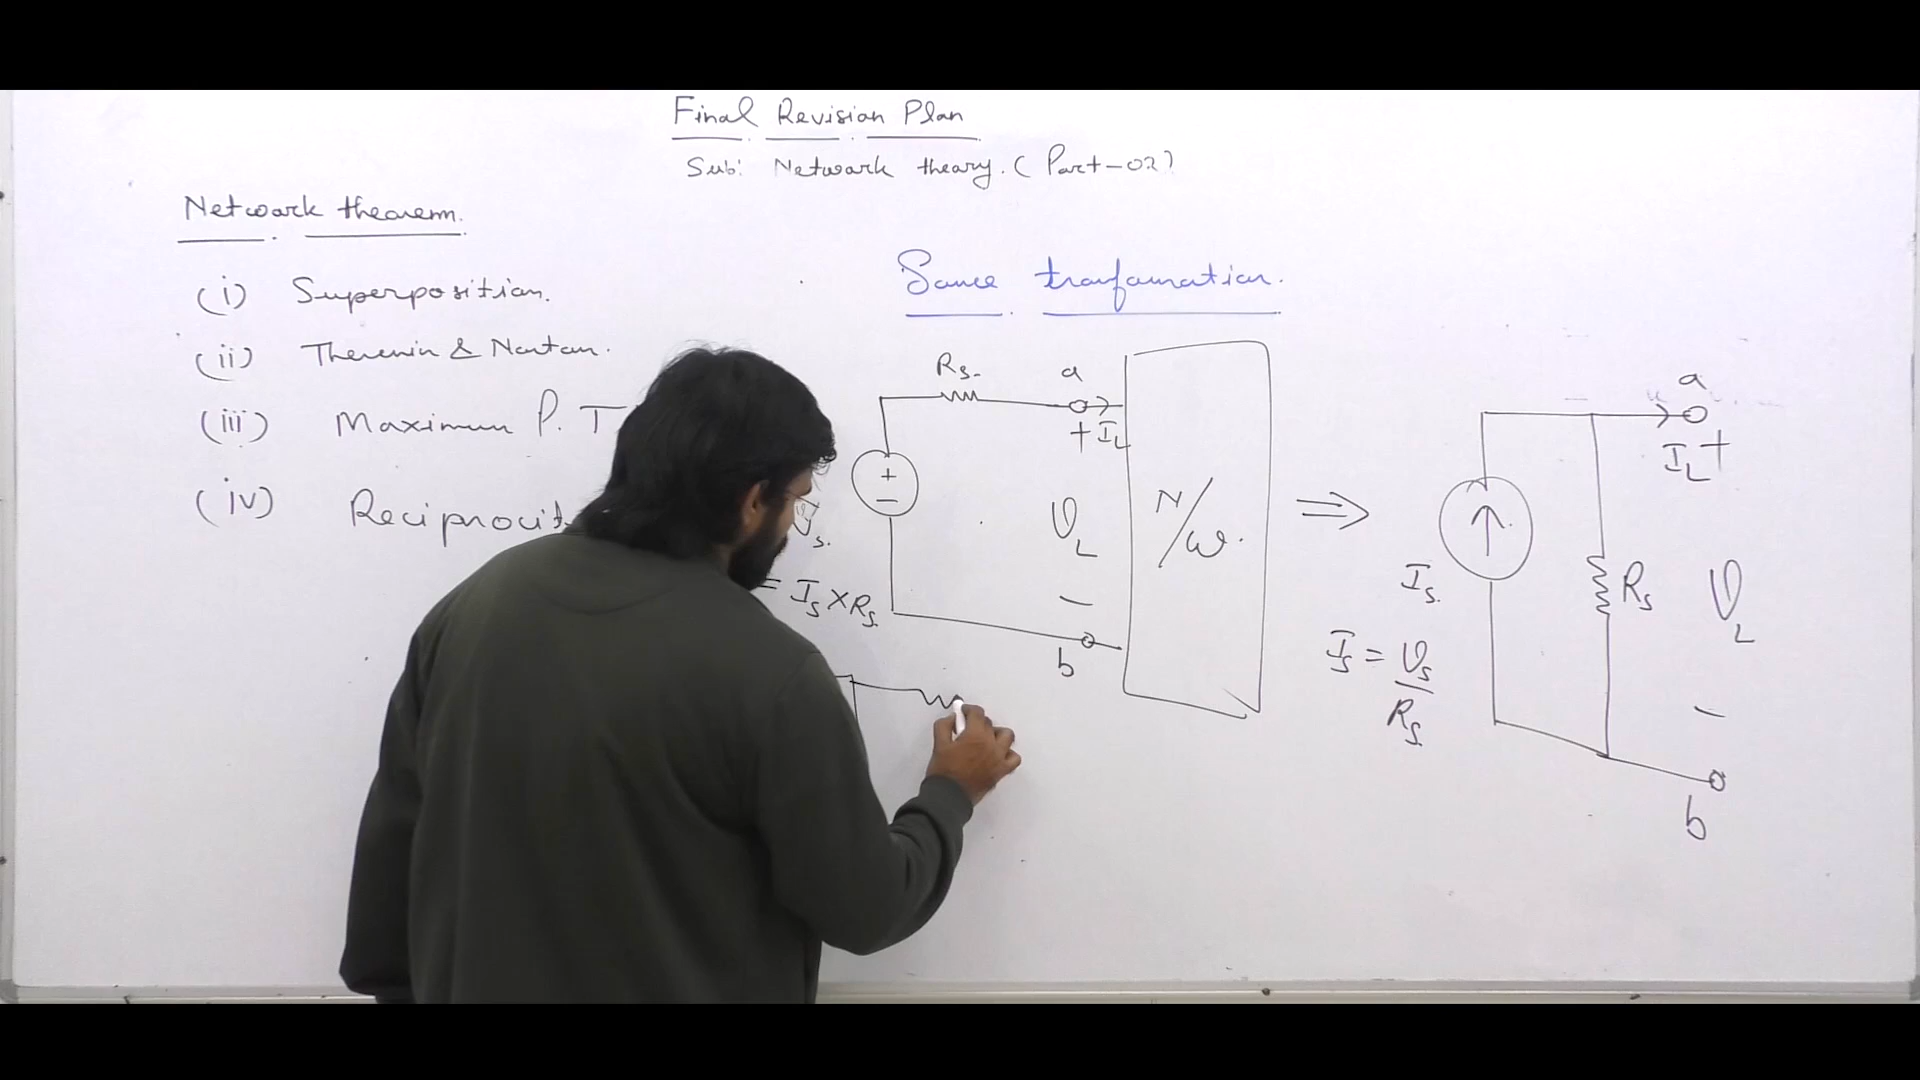 Final Revision Plan
Sub: Network theory. (Part-02)
Network theorem.
(i) Superposition.
(ii) Thevenin & Norton.
(iii) Maximum P. T
(iv) Reciprocit
Source tranformation.
Rs.
a
+ IL
+
-
Vs.
= Is × Rs.
VL
-
b
N/W.
⇒
a
IL +
Is.
Rs
VL
Is = Vs
Rs.
-
b